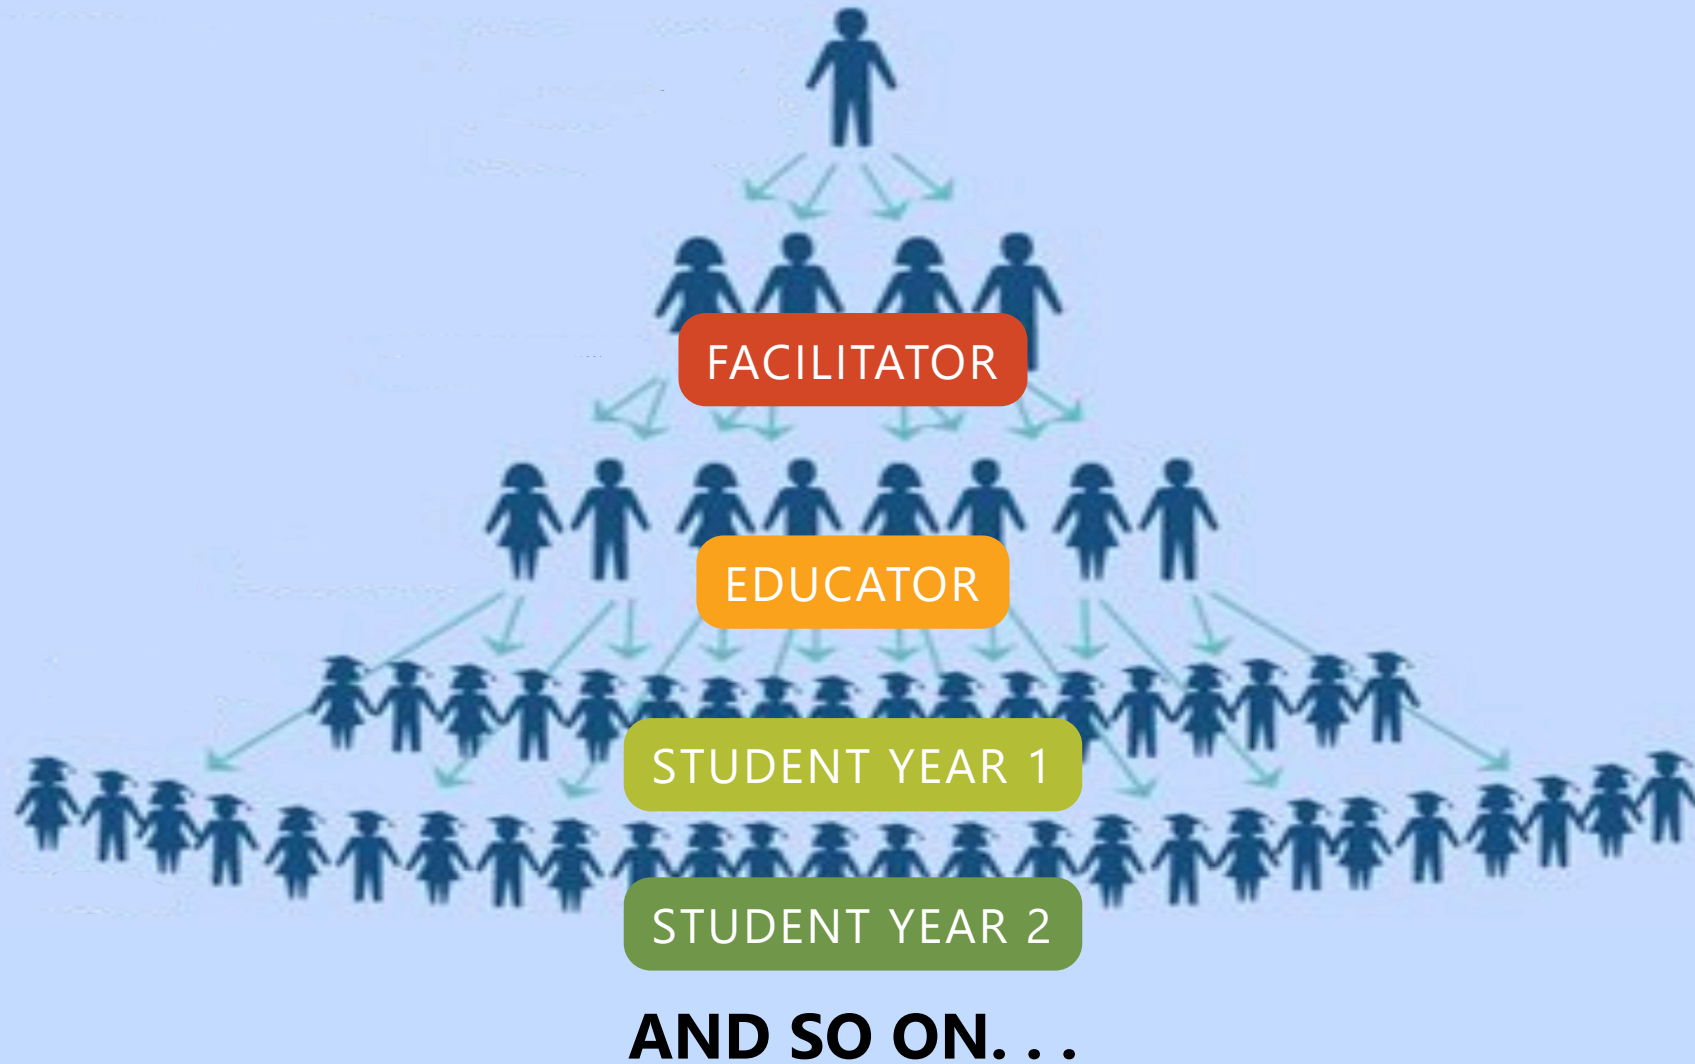 FACILITATOR
EDUCATOR
STUDENT YEAR 1
STUDENT YEAR 2
AND SO ON. . .